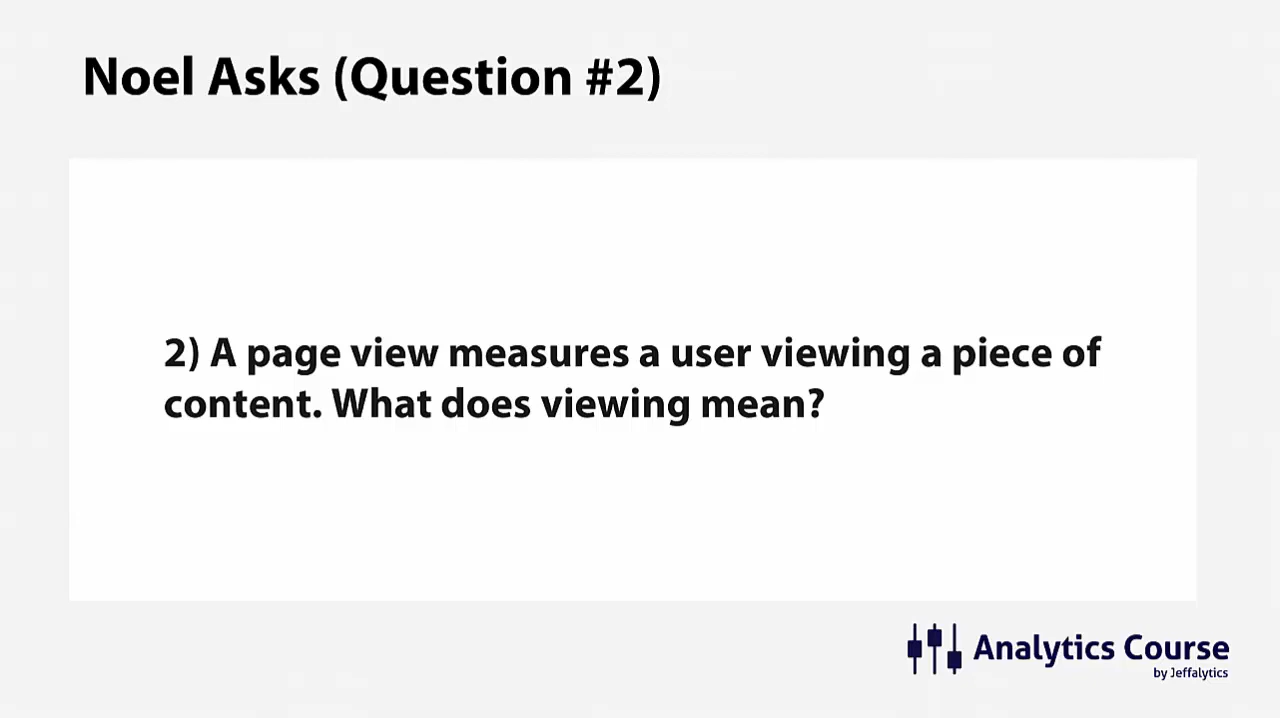 Noel Asks (Question #2)
2) A page view measures a user viewing a piece of
content. What does viewing mean?
Analytics Course
by Jeffalytics